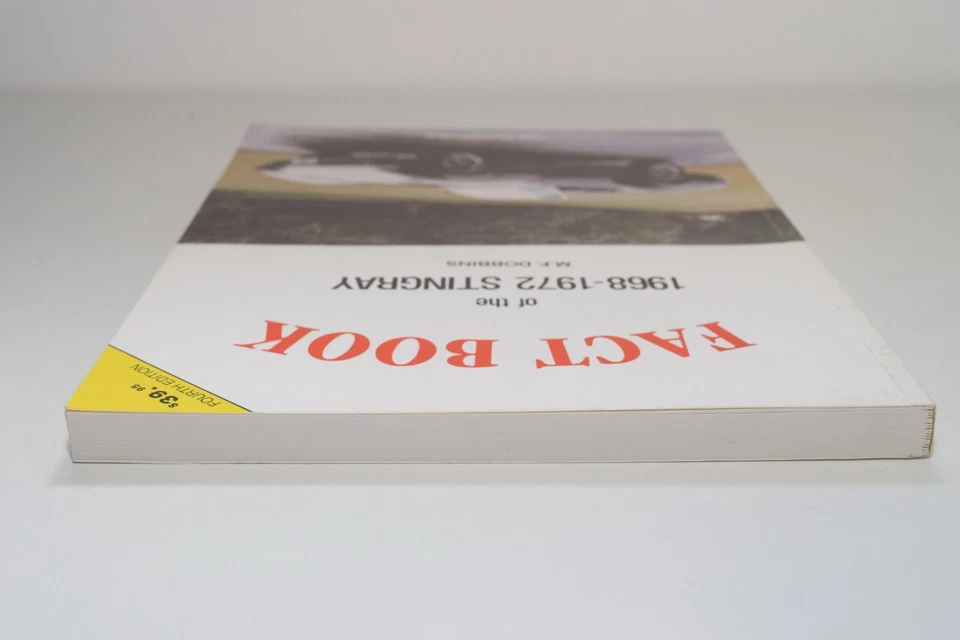 FACT BOOK
of the
1968-1972 STINGRAY
M.F. DOBBINS
$39.95
FOURTH EDITION